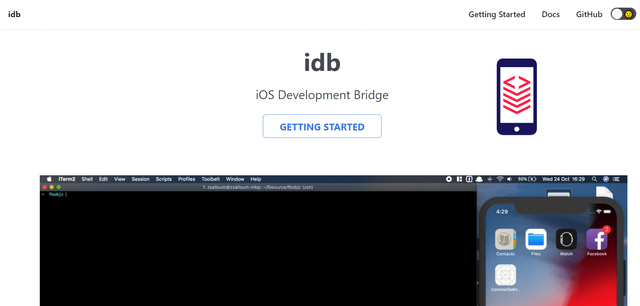 idb
Getting Started Docs GitHub
idb
iOS Development Bridge
GETTING STARTED
iTerm2 Shell Edit View Session Scripts Profiles Toolbelt Window Help
55% Wed 24 Oct 16:29
1. zsalloum@zsalloum-mbp: ~/fbsource/fbobjc (zsh)
fbobjc
4:29
2
Contacts Files Watch Facebook